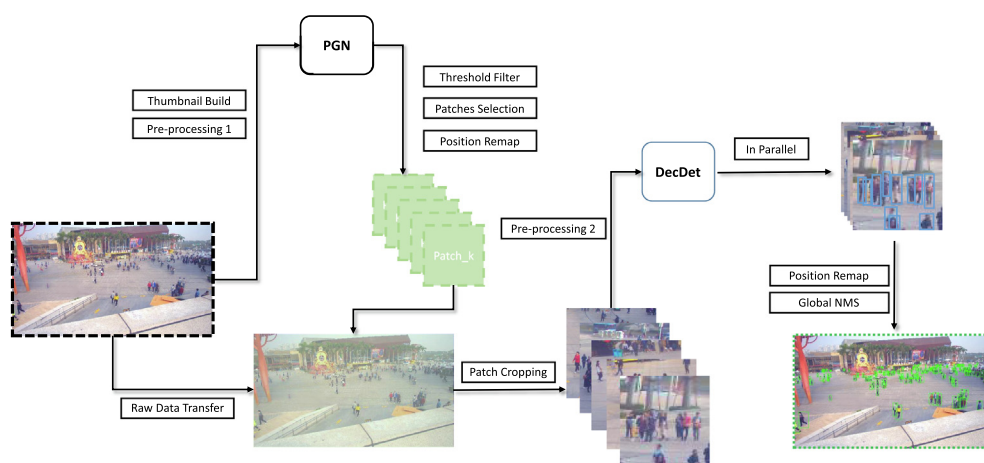 PGN
Thumbnail Build
Pre-processing 1
Threshold Filter
Patches Selection
Position Remap
Patch_k
Raw Data Transfer
Patch Cropping
Pre-processing 2
DecDet
In Parallel
Position Remap
Global NMS